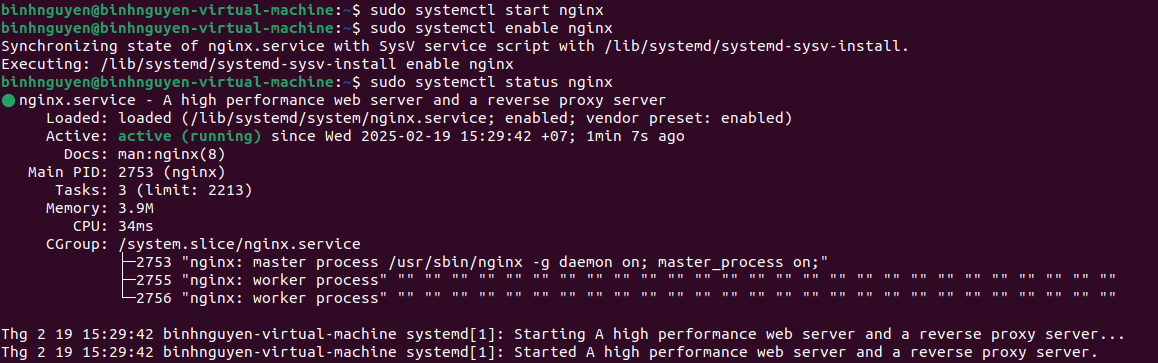 binhnguyen@binhnguyen-virtual-machine:~$ sudo systemctl start nginx
binhnguyen@binhnguyen-virtual-machine:~$ sudo systemctl enable nginx
Synchronizing state of nginx.service with SysV service script with /lib/systemd/systemd-sysv-install.
Executing: /lib/systemd/systemd-sysv-install enable nginx
binhnguyen@binhnguyen-virtual-machine:~$ sudo systemctl status nginx
● nginx.service - A high performance web server and a reverse proxy server
     Loaded: loaded (/lib/systemd/system/nginx.service; enabled; vendor preset: enabled)
     Active: active (running) since Wed 2025-02-19 15:29:42 +07; 1min 7s ago
       Docs: man:nginx(8)
   Main PID: 2753 (nginx)
      Tasks: 3 (limit: 2213)
     Memory: 3.9M
        CPU: 34ms
     CGroup: /system.slice/nginx.service
             ├─2753 "nginx: master process /usr/sbin/nginx -g daemon on; master_process on;"
             ├─2755 "nginx: worker process" "" "" "" "" "" "" "" "" "" "" "" "" "" "" "" "" "" "" "" "" "" "" "" "" "" "" ""
             └─2756 "nginx: worker process" "" "" "" "" "" "" "" "" "" "" "" "" "" "" "" "" "" "" "" "" "" "" "" "" "" "" ""
Thg 2 19 15:29:42 binhnguyen-virtual-machine systemd[1]: Starting A high performance web server and a reverse proxy server...
Thg 2 19 15:29:42 binhnguyen-virtual-machine systemd[1]: Started A high performance web server and a reverse proxy server.